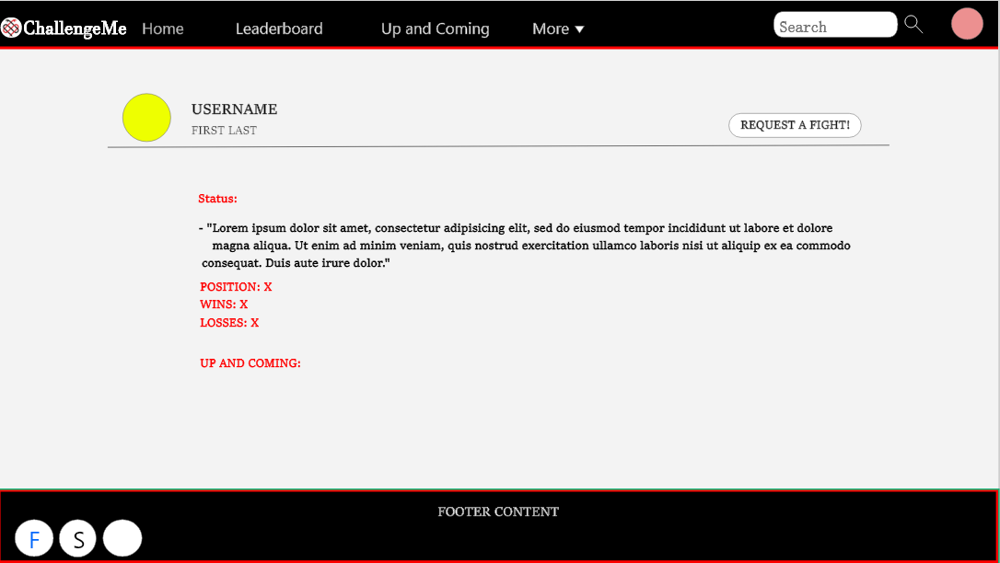 ChallengeMe Home Leaderboard Up and Coming More ▼ Search
USERNAME
FIRST LAST
REQUEST A FIGHT!
Status:
- "Lorem ipsum dolor sit amet, consectetur adipisicing elit, sed do eiusmod tempor incididunt ut labore et dolore
magna aliqua. Ut enim ad minim veniam, quis nostrud exercitation ullamco laboris nisi ut aliquip ex ea commodo
consequat. Duis aute irure dolor."
POSITION: X
WINS: X
LOSSES: X
UP AND COMING:
FOOTER CONTENT
F S